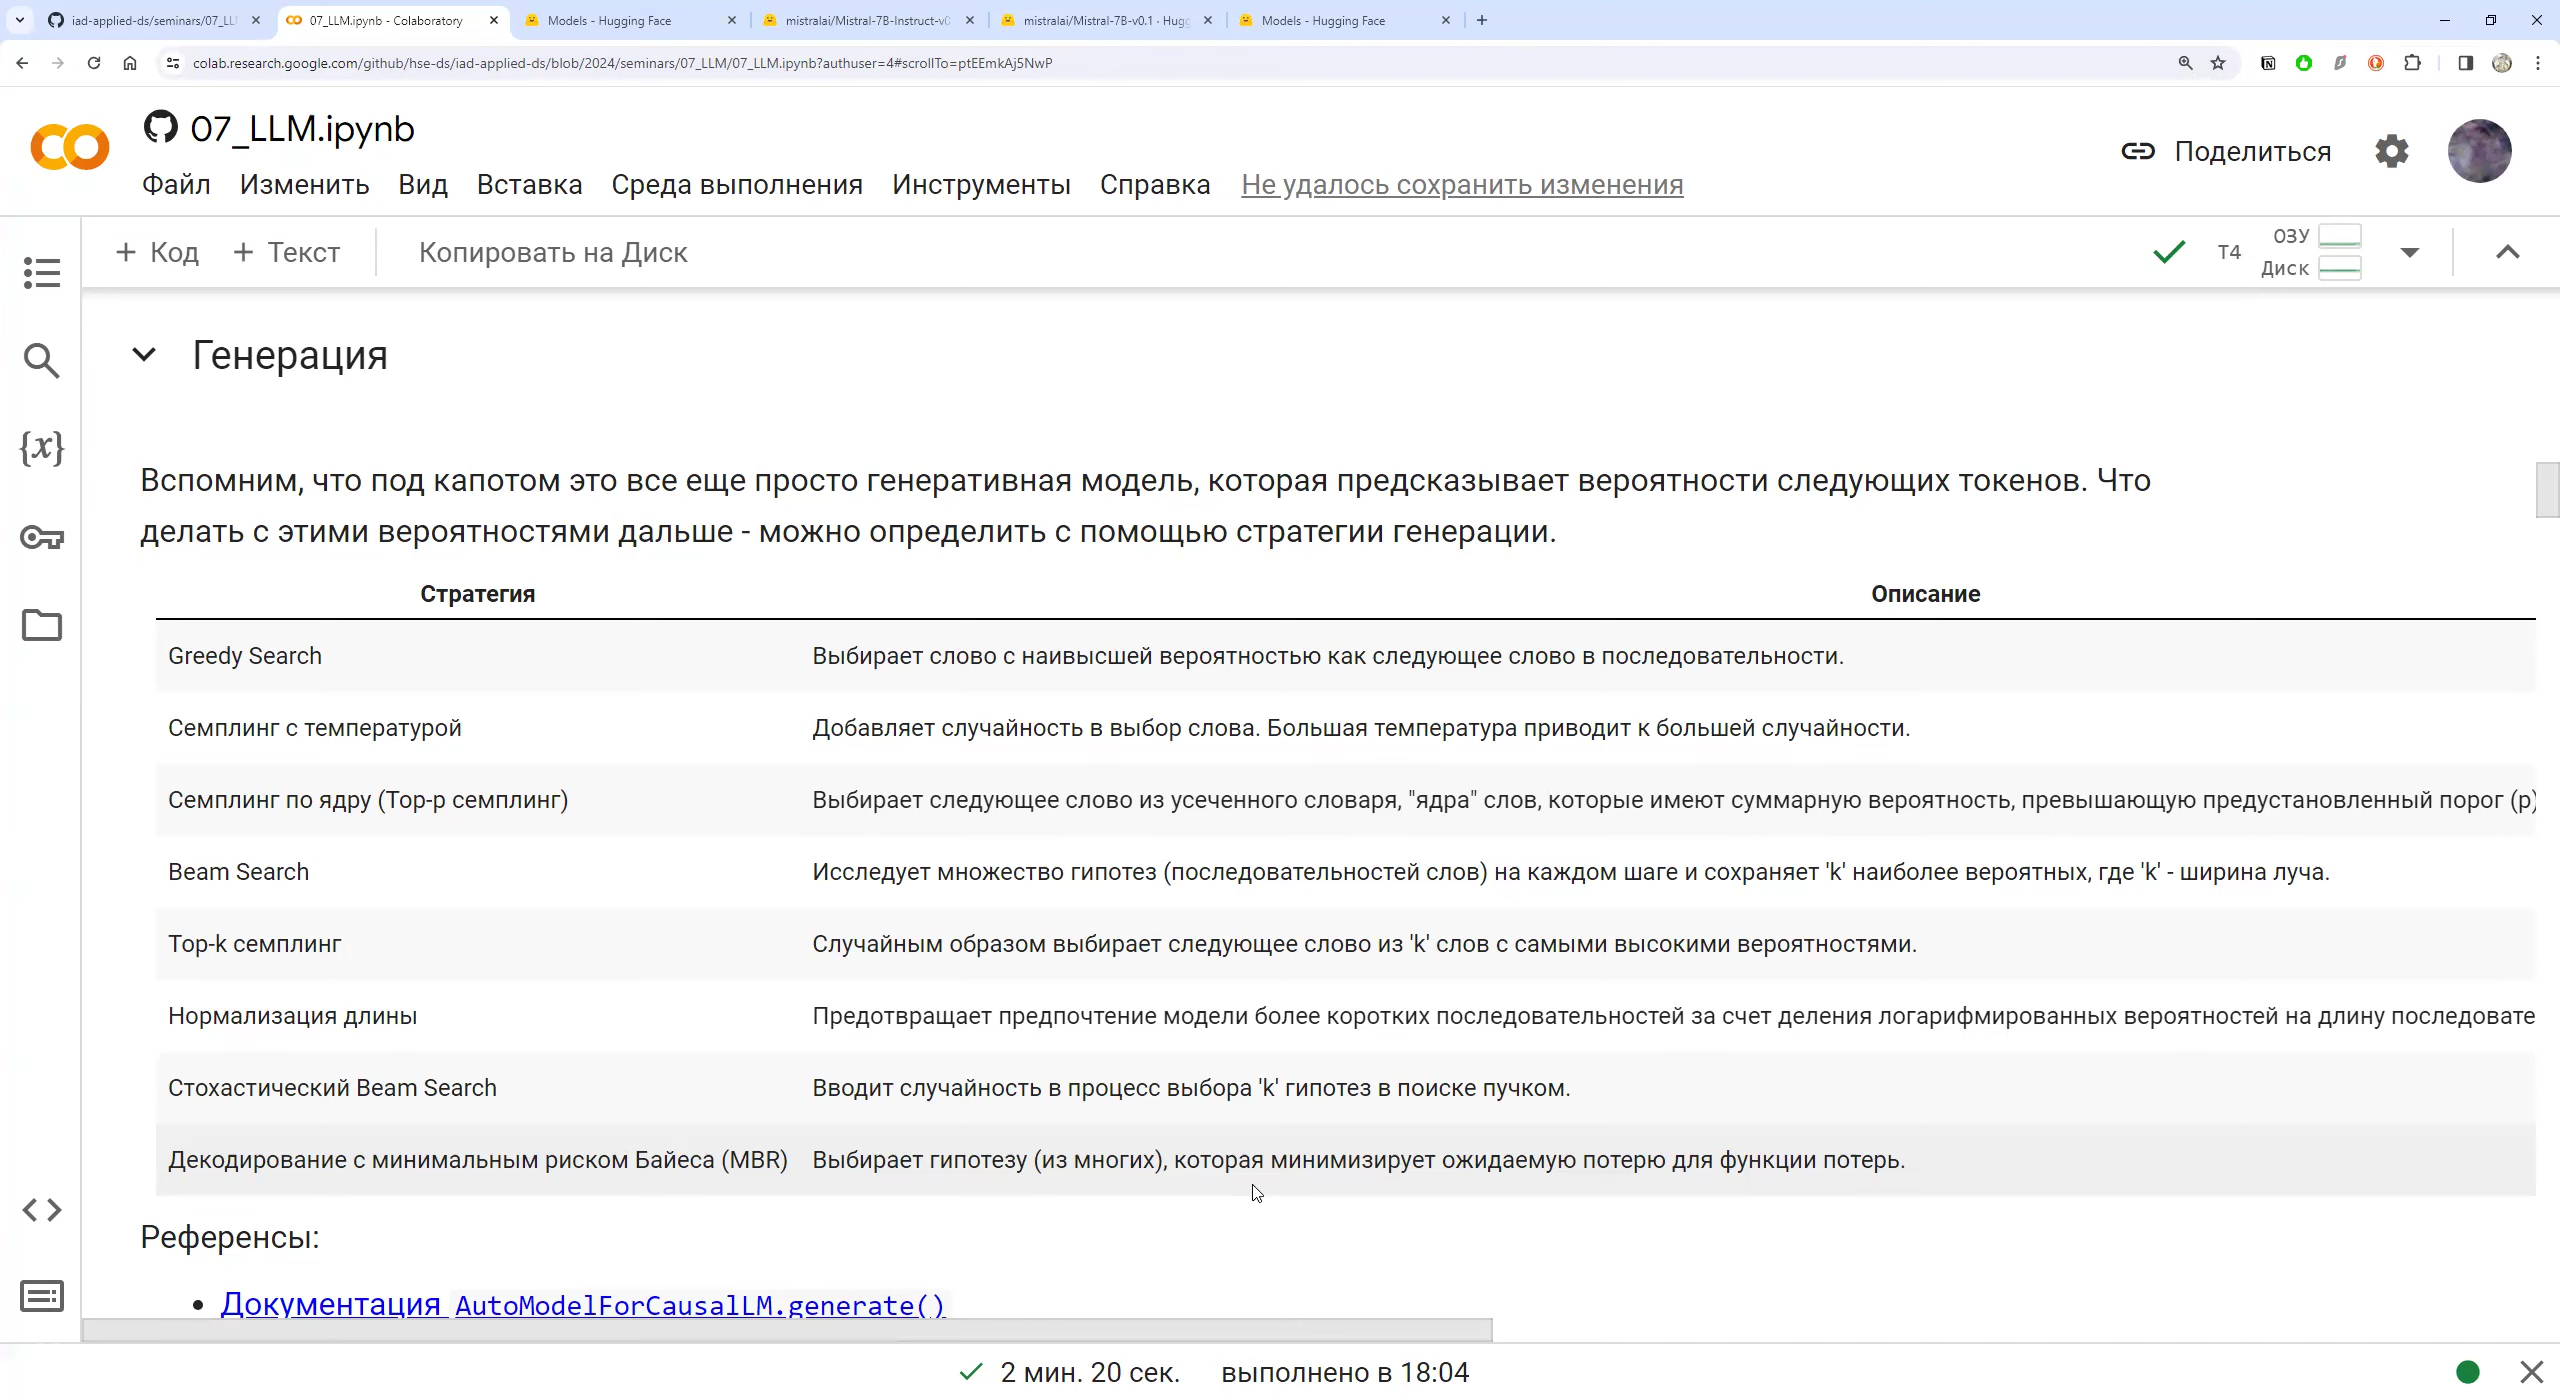 iad-applied-ds/seminars/07_LL
07_LLM.ipynb - Colaboratory
Models - Hugging Face
mistralai/Mistral-7B-Instruct-v0
mistralai/Mistral-7B-v0.1 · Hugg
Models - Hugging Face
colab.research.google.com/github/hse-ds/iad-applied-ds/blob/2024/seminars/07_LLM/07_LLM.ipynb?authuser=4#scrollTo=ptEEmkAj5NwP
07_LLM.ipynb
Поделиться
Файл Изменить Вид Вставка Среда выполнения Инструменты Справка Не удалось сохранить изменения
+ Код + Текст Копировать на Диск
T4
ОЗУ
Диск
{x}
Генерация
Вспомним, что под капотом это все еще просто генеративная модель, которая предсказывает вероятности следующих токенов. Что
делать с этими вероятностями дальше - можно определить с помощью стратегии генерации.
Стратегия Описание
Greedy Search Выбирает слово с наивысшей вероятностью как следующее слово в последовательности.
Семплинг с температурой Добавляет случайность в выбор слова. Большая температура приводит к большей случайности.
Семплинг по ядру (Top-p семплинг) Выбирает следующее слово из усеченного словаря, "ядра" слов, которые имеют суммарную вероятность, превышающую предустановленный порог (p)
Beam Search Исследует множество гипотез (последовательностей слов) на каждом шаге и сохраняет 'k' наиболее вероятных, где 'k' - ширина луча.
Top-k семплинг Случайным образом выбирает следующее слово из 'k' слов с самыми высокими вероятностями.
Нормализация длины Предотвращает предпочтение модели более коротких последовательностей за счет деления логарифмированных вероятностей на длину последовате
Стохастический Beam Search Вводит случайность в процесс выбора 'k' гипотез в поиске пучком.
Декодирование с минимальным риском Байеса (MBR) Выбирает гипотезу (из многих), которая минимизирует ожидаемую потерю для функции потерь.
Референсы:
• Документация AutoModelForCausalLM.generate()
2 мин. 20 сек. выполнено в 18:04